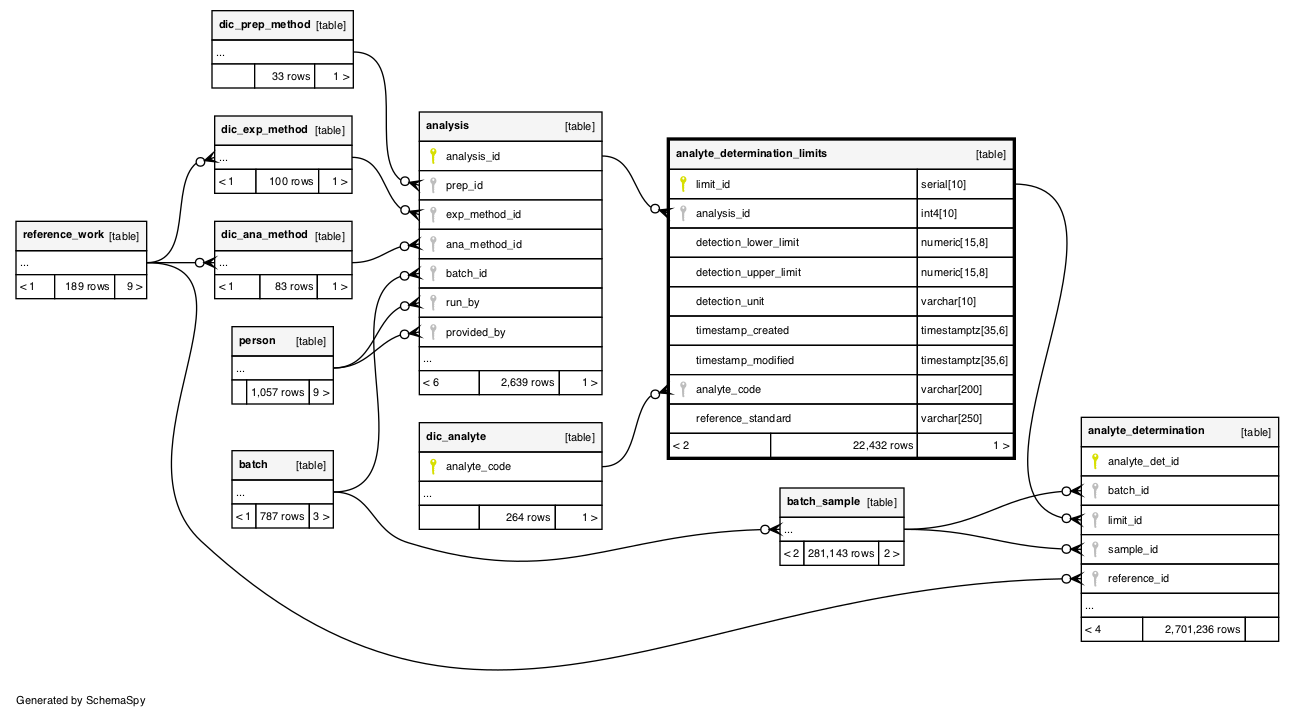 dic_prep_method [table]
...
33 rows 1 >
dic_exp_method [table]
...
< 1 100 rows 1 >
reference_work [table]
...
< 1 189 rows 9 >
dic_ana_method [table]
...
< 1 83 rows 1 >
person [table]
...
1,057 rows 9 >
batch [table]
...
< 1 787 rows 3 >
analysis [table]
analysis_id
prep_id
exp_method_id
ana_method_id
batch_id
run_by
provided_by
...
< 6 2,639 rows 1 >
dic_analyte [table]
analyte_code
...
264 rows 1 >
analyte_determination_limits [table]
limit_id serial[10]
analysis_id int4[10]
detection_lower_limit numeric[15,8]
detection_upper_limit numeric[15,8]
detection_unit varchar[10]
timestamp_created timestamptz[35,6]
timestamp_modified timestamptz[35,6]
analyte_code varchar[200]
reference_standard varchar[250]
< 2 22,432 rows 1 >
batch_sample [table]
...
< 2 281,143 rows 2 >
analyte_determination [table]
analyte_det_id
batch_id
limit_id
sample_id
reference_id
...
< 4 2,701,236 rows
Generated by SchemaSpy